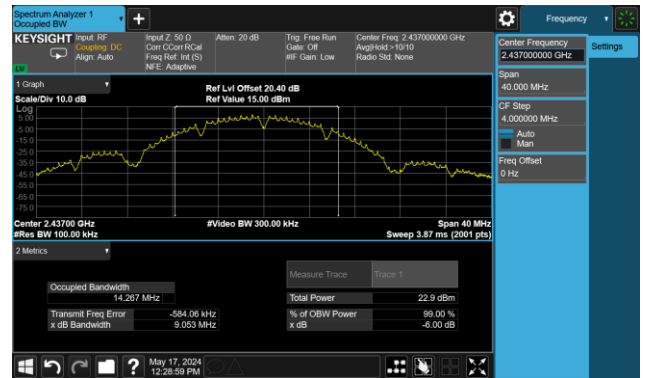 Spectrum Analyzer 1
Occupied BW
Frequency
KEYSIGHT
Input: RF
Coupling: DC
Align: Auto
Input Z: 50 Ω
Corr CCorr RCal
Freq Ref: Int (S)
NFE: Adaptive
Atten: 20 dB
Trig: Free Run
Gate: Off
#IF Gain: Low
Center Freq: 2.437000000 GHz
Avg|Hold:>10/10
Radio Std: None
LM
Center Frequency
2.437000000 GHz
Settings
Span
40.000 MHz
CF Step
4.000000 MHz
Auto
Man
Freq Offset
0 Hz
1 Graph
Scale/Div 10.0 dB
Ref Lvl Offset 20.40 dB
Ref Value 15.00 dBm
Log
5.00
-5.00
-15.0
-25.0
-35.0
-45.0
-55.0
-65.0
-75.0
Center 2.43700 GHz
#Video BW 300.00 kHz
Span 40 MHz
#Res BW 100.00 kHz
Sweep 3.87 ms (2001 pts)
2 Metrics
Measure Trace
Trace 1
Occupied Bandwidth
14.267 MHz
Total Power
22.9 dBm
Transmit Freq Error
-584.06 kHz
% of OBW Power
99.00 %
x dB Bandwidth
9.053 MHz
x dB
-6.00 dB
?
May 17, 2024
12:28:59 PM